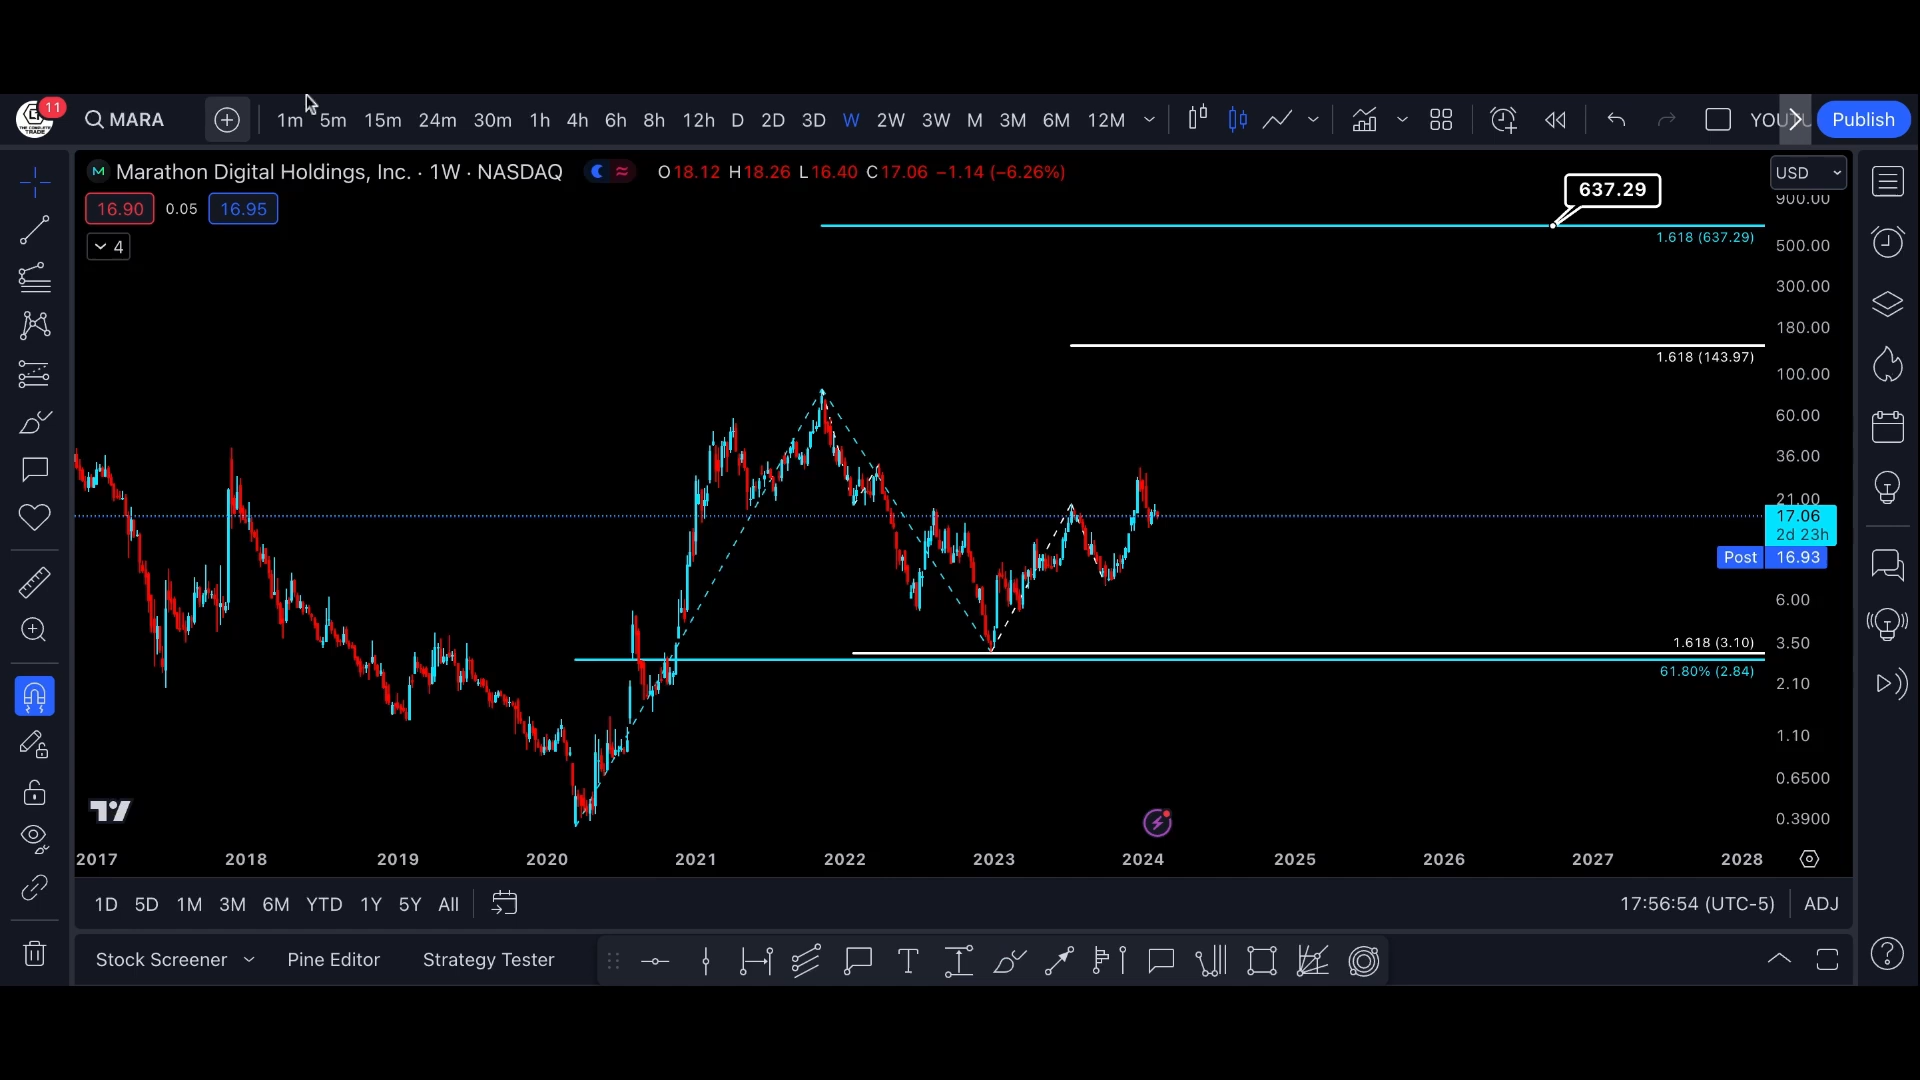 11
MARA
1m 5m 15m 24m 30m 1h 4h 6h 8h 12h D 2D 3D W 2W 3W M 3M 6M 12M
Publish
Marathon Digital Holdings, Inc. · 1W · NASDAQ
O18.12 H18.26 L16.40 C17.06 −1.14 (−6.26%)
USD
16.90 0.05 16.95
4
637.29
1.618 (637.29)
1.618 (143.97)
1.618 (3.10)
61.80% (2.84)
900.00
500.00
300.00
180.00
100.00
60.00
36.00
21.00
17.06
2d 23h
Post 16.93
6.00
3.50
2.10
1.10
0.6500
0.3900
2017 2018 2019 2020 2021 2022 2023 2024 2025 2026 2027 2028
1D 5D 1M 3M 6M YTD 1Y 5Y All
17:56:54 (UTC-5) ADJ
Stock Screener Pine Editor Strategy Tester